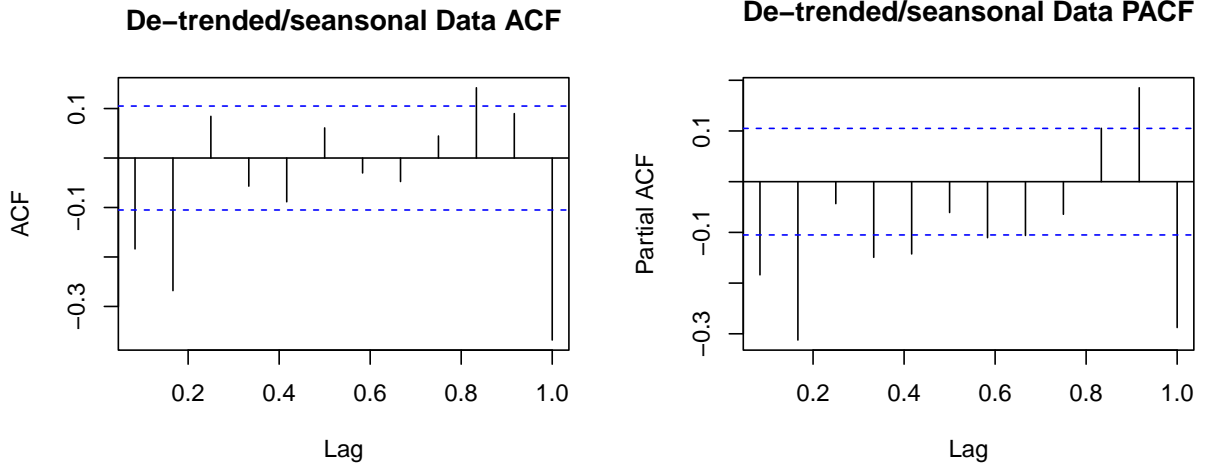 De−trended/seansonal Data ACF
ACF
0.1
−0.1
−0.3
0.2 0.4 0.6 0.8 1.0
Lag
De−trended/seansonal Data PACF
Partial ACF
0.1
−0.1
−0.3
0.2 0.4 0.6 0.8 1.0
Lag